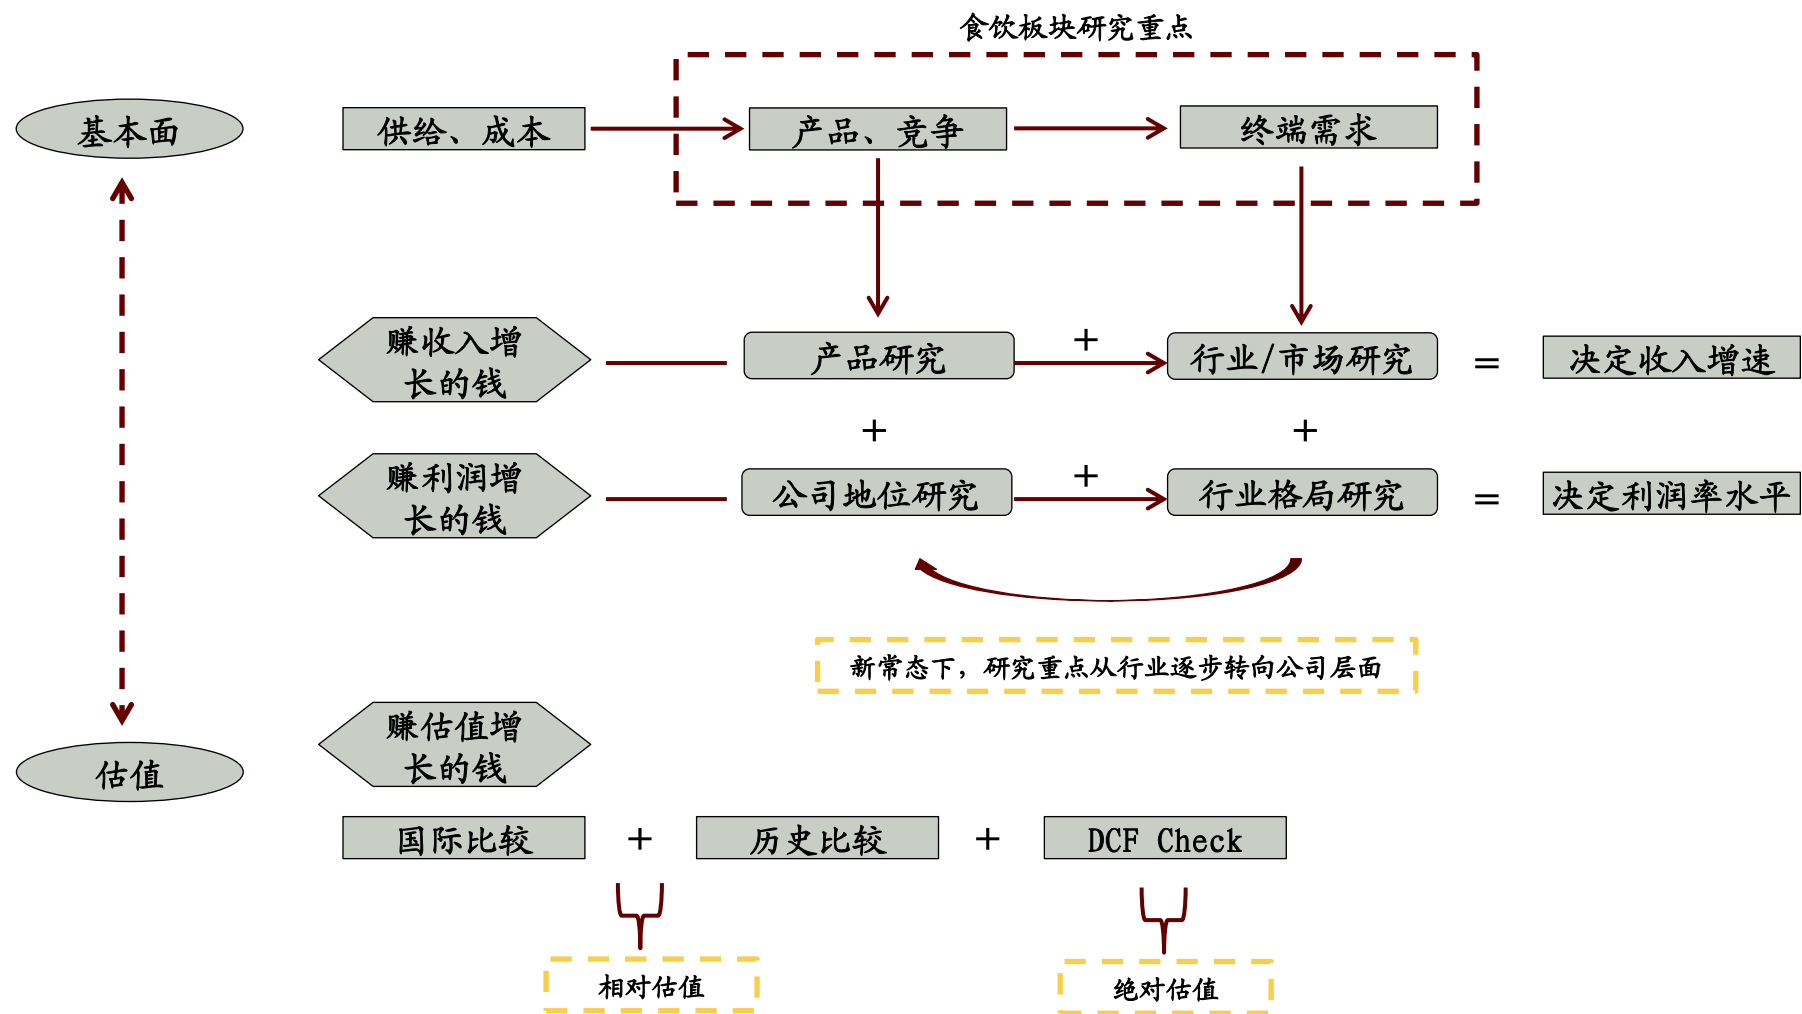 食饮板块研究重点
基本面
供给、成本
产品、竞争
终端需求
赚收入增
长的钱
产品研究
+
行业/市场研究
=
决定收入增速
+
+
赚利润增
长的钱
公司地位研究
+
行业格局研究
=
决定利润率水平
新常态下，研究重点从行业逐步转向公司层面
估值
赚估值增
长的钱
国际比较
+
历史比较
+
DCF Check
相对估值
绝对估值